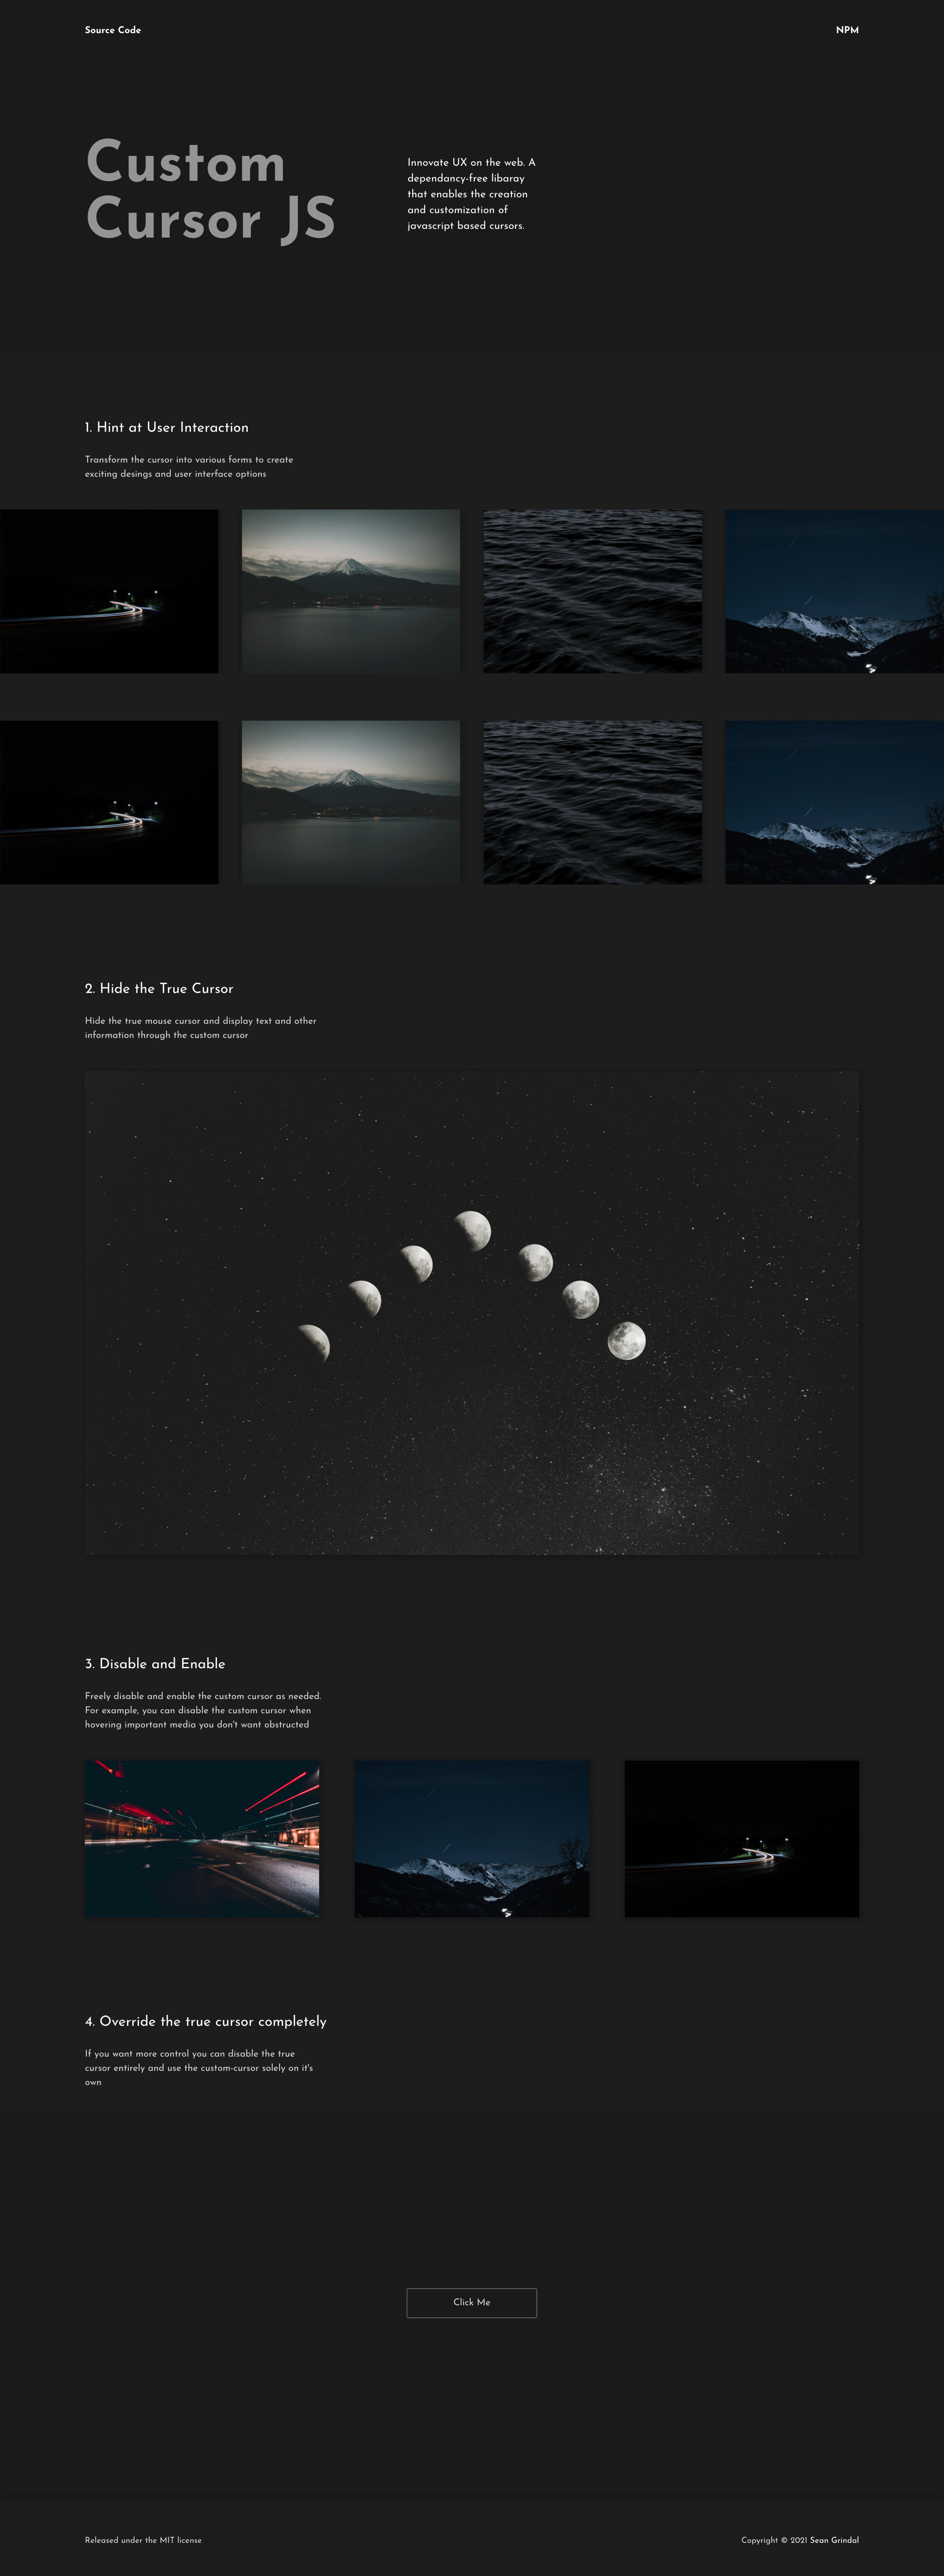 Source Code
NPM
Custom
Cursor JS
Innovate UX on the web. A
dependancy-free libaray
that enables the creation
and customization of
javascript based cursors.
1. Hint at User Interaction
Transform the cursor into various forms to create
exciting desings and user interface options
2. Hide the True Cursor
Hide the true mouse cursor and display text and other
information through the custom cursor
3. Disable and Enable
Freely disable and enable the custom cursor as needed.
For example, you can disable the custom cursor when
hovering important media you don't want obstructed
4. Override the true cursor completely
If you want more control you can disable the true
cursor entirely and use the custom-cursor solely on it's
own
Click Me
Released under the MIT license
Copyright © 2021 Sean Grindal